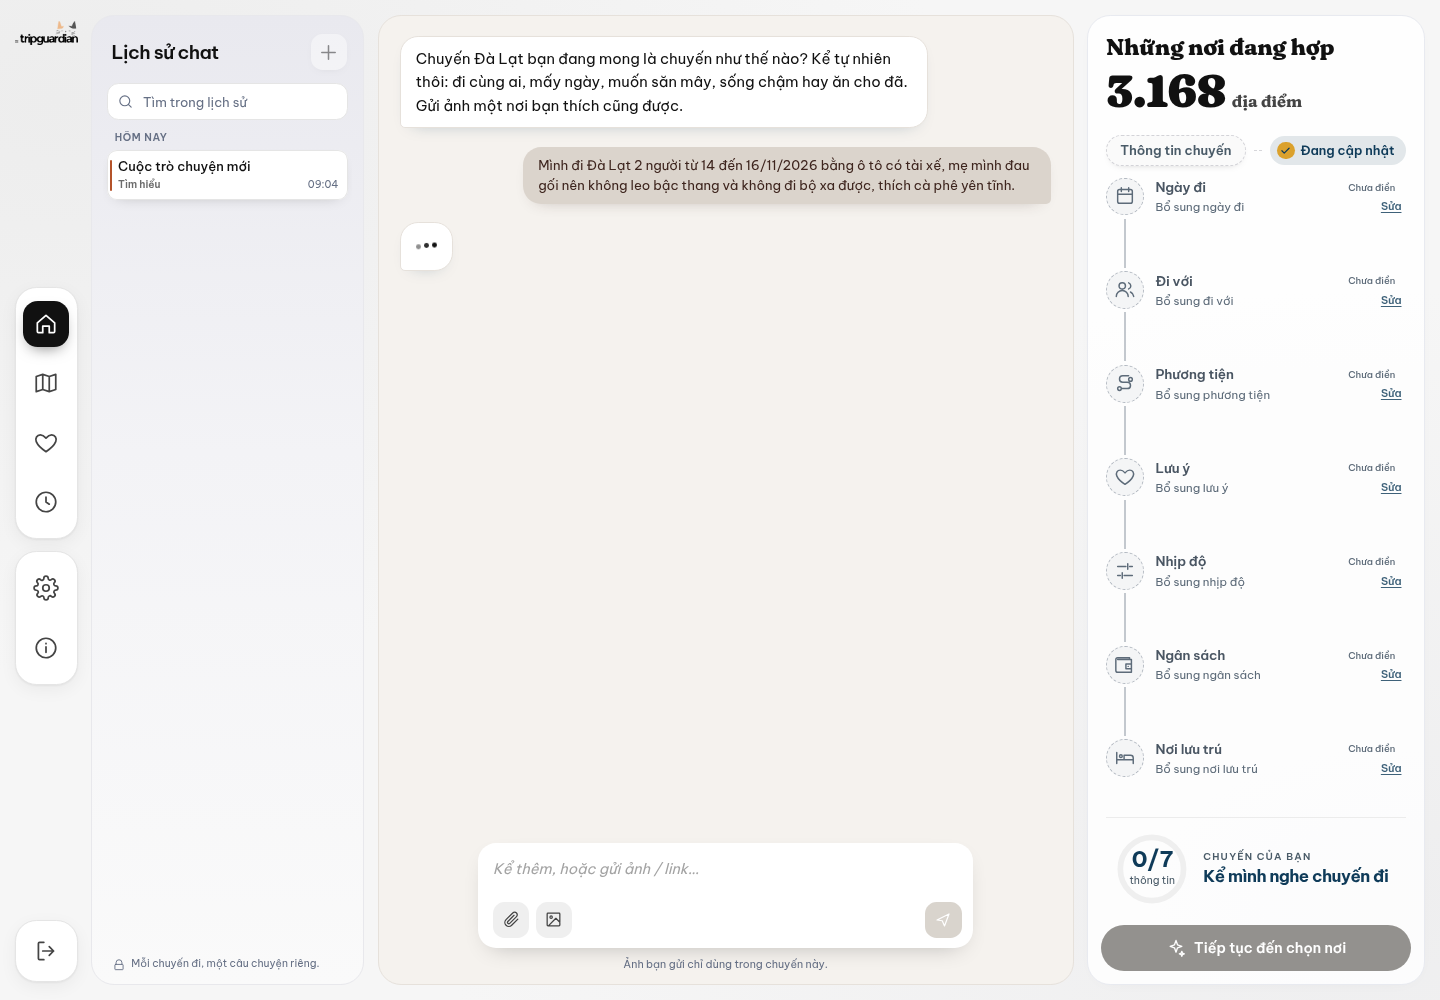 tripguardian
Lịch sử chat
Tìm trong lịch sử
HÔM NAY
Cuộc trò chuyện mới
Tìm hiểu
09:04
Mỗi chuyến đi, một câu chuyện riêng.
Chuyến Đà Lạt bạn đang mong là chuyến như thế nào? Kể tự nhiên
thôi: đi cùng ai, mấy ngày, muốn săn mây, sống chậm hay ăn cho đã.
Gửi ảnh một nơi bạn thích cũng được.
Mình đi Đà Lạt 2 người từ 14 đến 16/11/2026 bằng ô tô có tài xế, mẹ mình đau
gối nên không leo bậc thang và không đi bộ xa được, thích cà phê yên tĩnh.
Kể thêm, hoặc gửi ảnh / link...
Ảnh bạn gửi chỉ dùng trong chuyến này.
Những nơi đang hợp
3.168 địa điểm
Thông tin chuyến
Đang cập nhật
Ngày đi
Chưa điền
Bổ sung ngày đi
Sửa
Đi với
Chưa điền
Bổ sung đi với
Sửa
Phương tiện
Chưa điền
Bổ sung phương tiện
Sửa
Lưu ý
Chưa điền
Bổ sung lưu ý
Sửa
Nhịp độ
Chưa điền
Bổ sung nhịp độ
Sửa
Ngân sách
Chưa điền
Bổ sung ngân sách
Sửa
Nơi lưu trú
Chưa điền
Bổ sung nơi lưu trú
Sửa
0/7
thông tin
CHUYẾN CỦA BẠN
Kể mình nghe chuyến đi
Tiếp tục đến chọn nơi